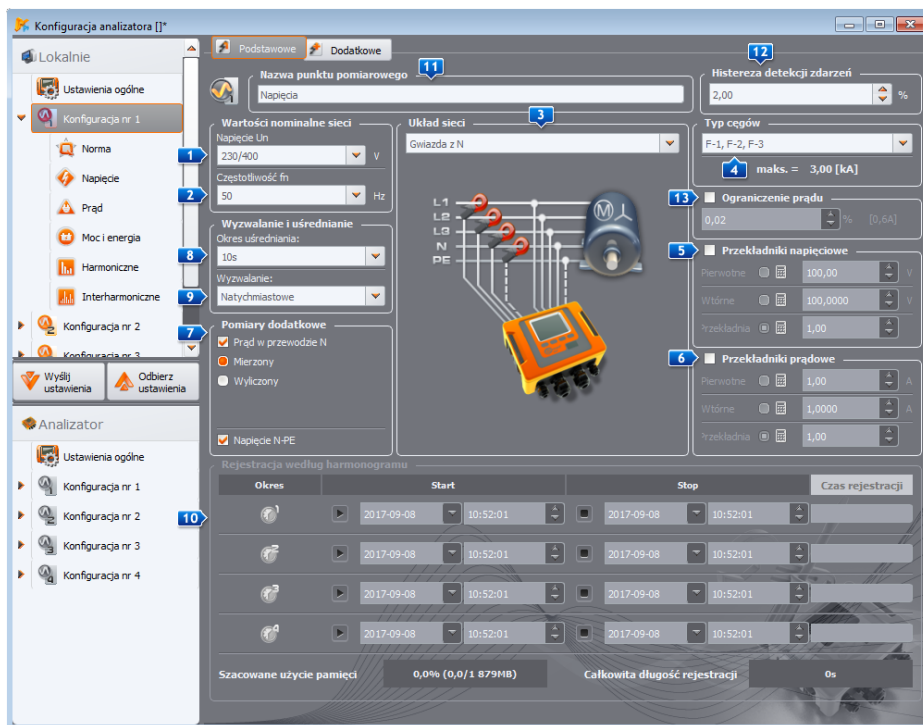 Konfiguracja analizatora []*
Lokalnie
Ustawienia ogólne
Konfiguracja nr 1
Norma
Napięcie
Prąd
Moc i energia
Harmoniczne
Interharmoniczne
Konfiguracja nr 2
Konfiguracja nr 3
Wyślij ustawienia
Odbierz ustawienia
Analizator
Ustawienia ogólne
Konfiguracja nr 1
Konfiguracja nr 2
Konfiguracja nr 3
Konfiguracja nr 4
Podstawowe
Dodatkowe
Nazwa punktu pomiarowego
11
Napięcia
12
Histereza detekcji zdarzeń
2,00 %
Wartości nominalne sieci
Napięcie Un
1 230/400 V
Częstotliwość fn
2 50 Hz
Wyzwalanie i uśrednianie
Okres uśredniania:
8 10s
Wyzwalanie:
9 Natychmiastowe
7 Pomiary dodatkowe
Prąd w przewodzie N
Mierzony
Wyliczony
Napięcie N-PE
Układ sieci
3
Gwiazda z N
L1
L2
L3
N
PE
M
Typ cęgów
F-1, F-2, F-3
4 maks. = 3,00 [kA]
13 Ograniczenie prądu
0,02 % [0,6A]
5 Przekładniki napięciowe
Pierwotne 100,00 V
Wtórne 100,0000 V
Przekładnia 1,00
6 Przekładniki prądowe
Pierwotne 1,00 A
Wtórne 1,0000 A
Przekładnia 1,00
Rejestracja według harmonogramu
Okres Start Stop Czas rejestracji
10 1 2017-09-08 10:52:01 2017-09-08 10:52:01
2 2017-09-08 10:52:01 2017-09-08 10:52:01
3 2017-09-08 10:52:01 2017-09-08 10:52:01
4 2017-09-08 10:52:01 2017-09-08 10:52:01
Szacowane użycie pamięci 0,0% (0,0/1 879MB) Całkowita długość rejestracji 0s